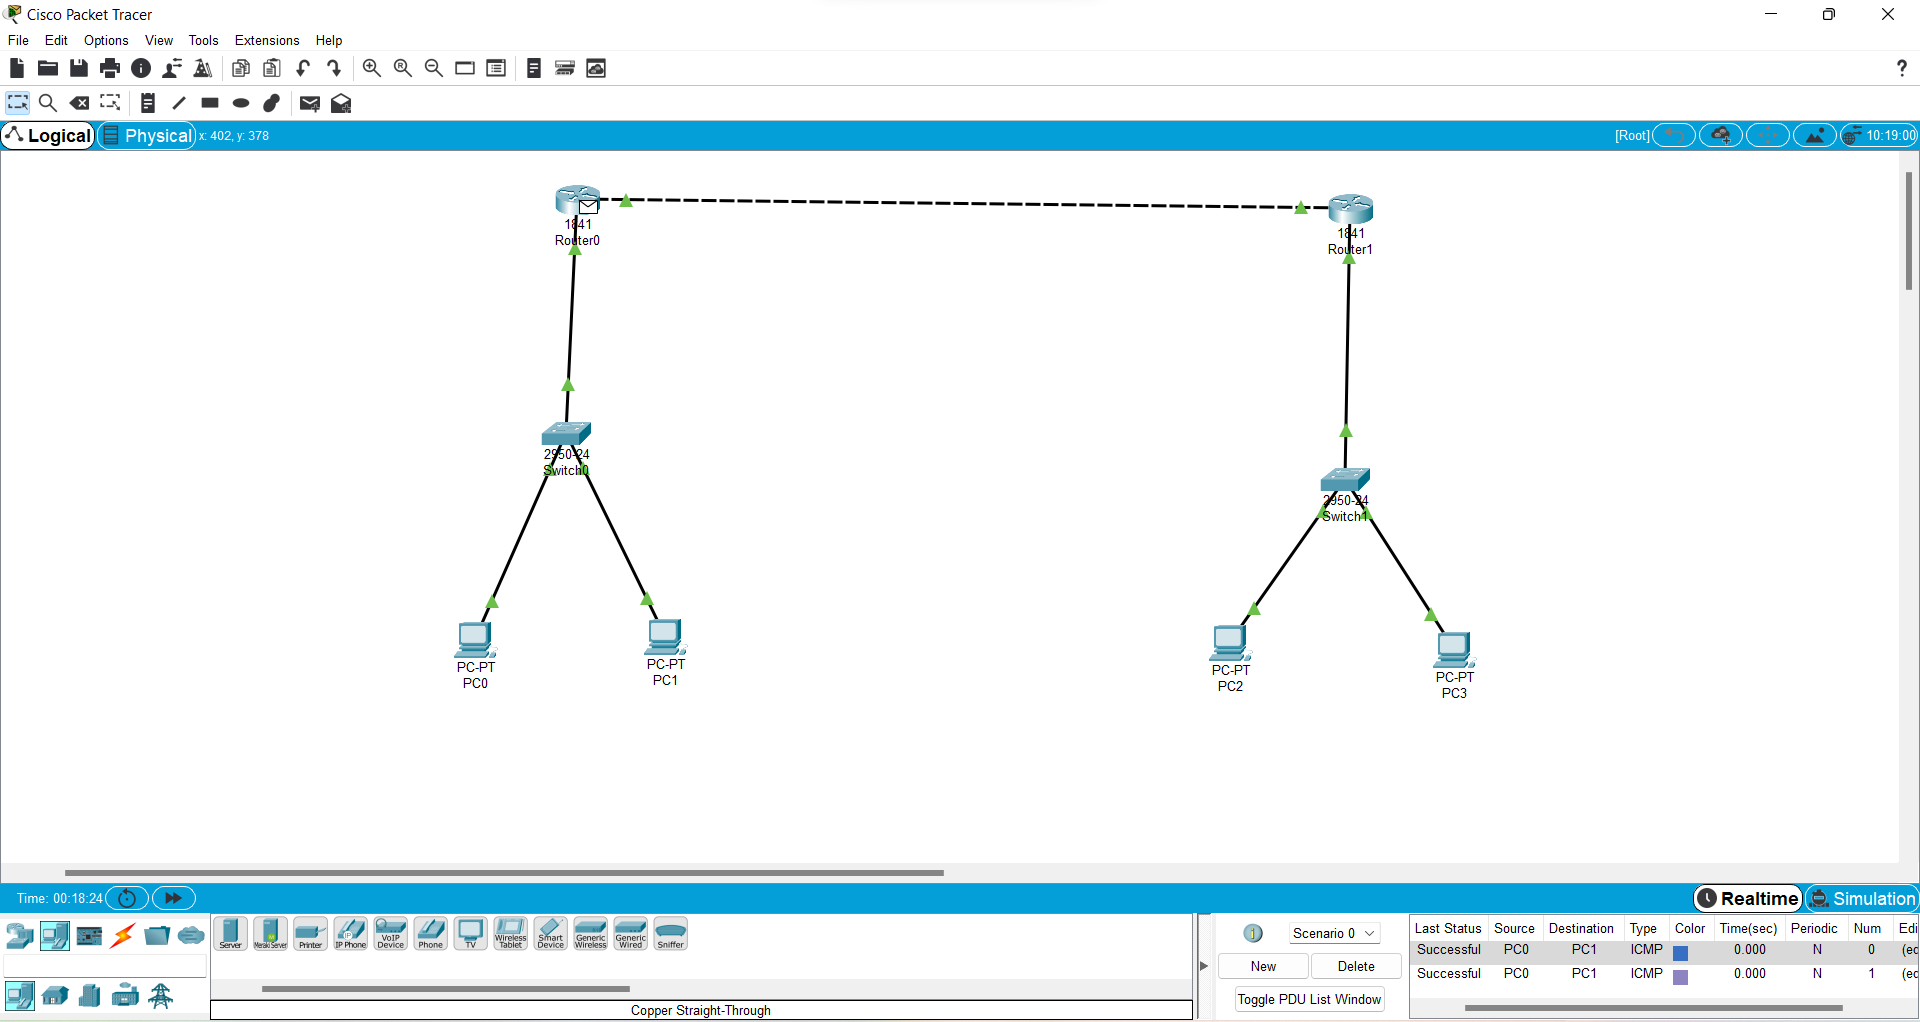 Cisco Packet Tracer
File Edit Options View Tools Extensions Help
Logical Physical x: 402, y: 378 [Root] 10:19:00
1841
Router0
1841
Router1
2950-24
Switch0
2950-24
Switch1
PC-PT
PC0
PC-PT
PC1
PC-PT
PC2
PC-PT
PC3
Time: 00:18:24 Realtime Simulation
Server Meraki Server Printer IP Phone VoIP Device Phone TV Wireless Tablet Smart Device Generic Wireless Generic Wired Sniffer
Copper Straight-Through
Scenario 0
New Delete
Toggle PDU List Window
Last Status Source Destination Type Color Time(sec) Periodic Num Edi
Successful PC0 PC1 ICMP 0.000 N 0 (ec
Successful PC0 PC1 ICMP 0.000 N 1 (ec